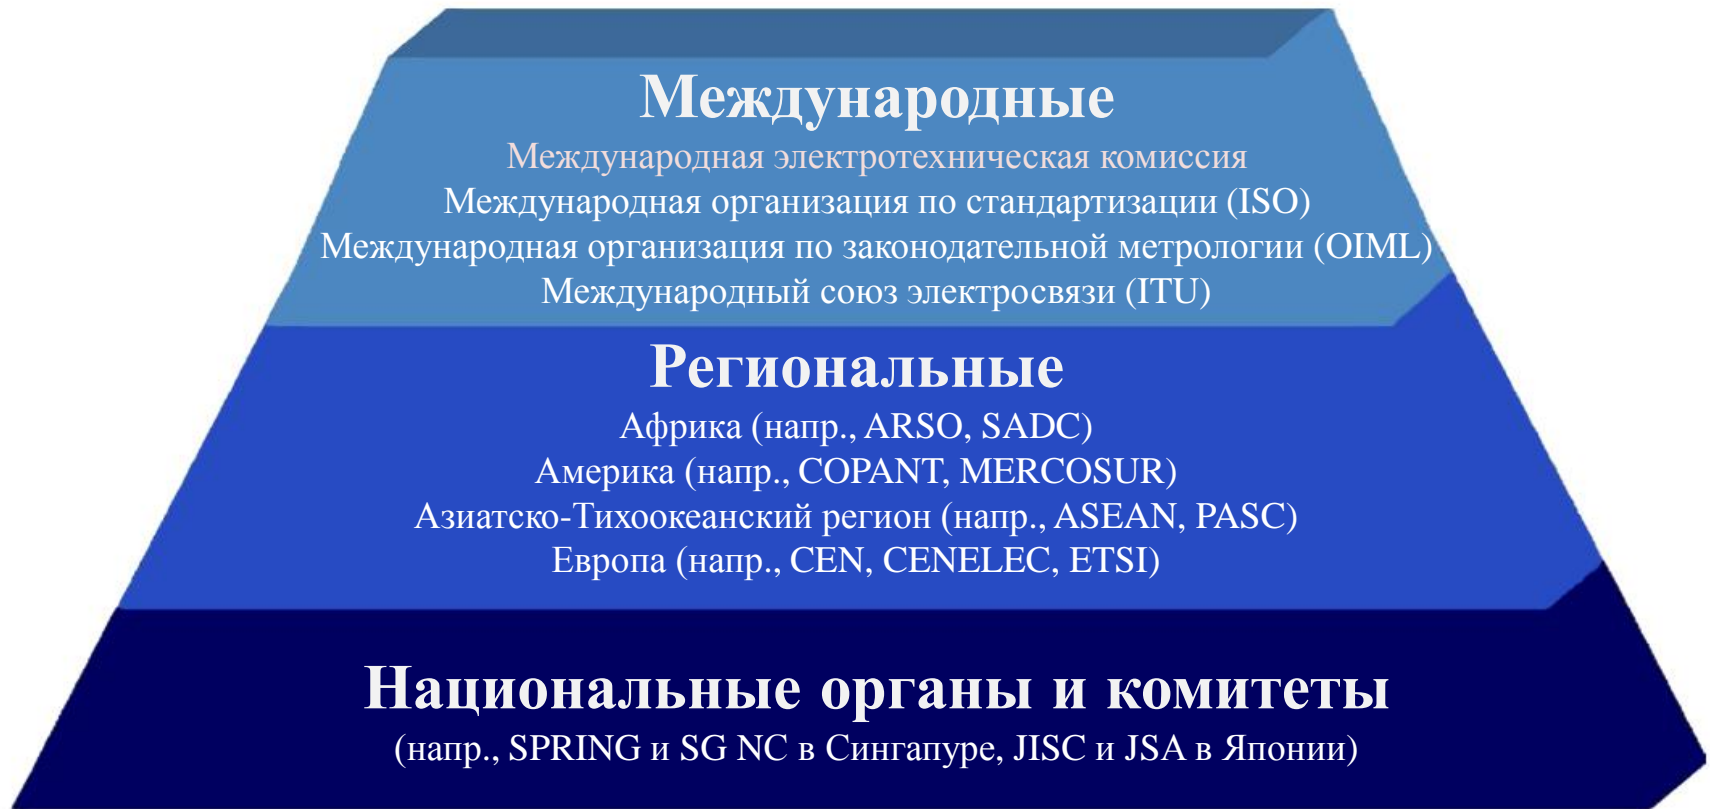 Международные
Международная электротехническая комиссия
Международная организация по стандартизации (ISO)
Международная организация по законодательной метрологии (OIML)
Международный союз электросвязи (ITU)
Региональные
Африка (напр., ARSO, SADC)
Америка (напр., COPANT, MERCOSUR)
Азиатско-Тихоокеанский регион (напр., ASEAN, PASC)
Европа (напр., CEN, CENELEC, ETSI)
Национальные органы и комитеты
(напр., SPRING и SG NC в Сингапуре, JISC и JSA в Японии)